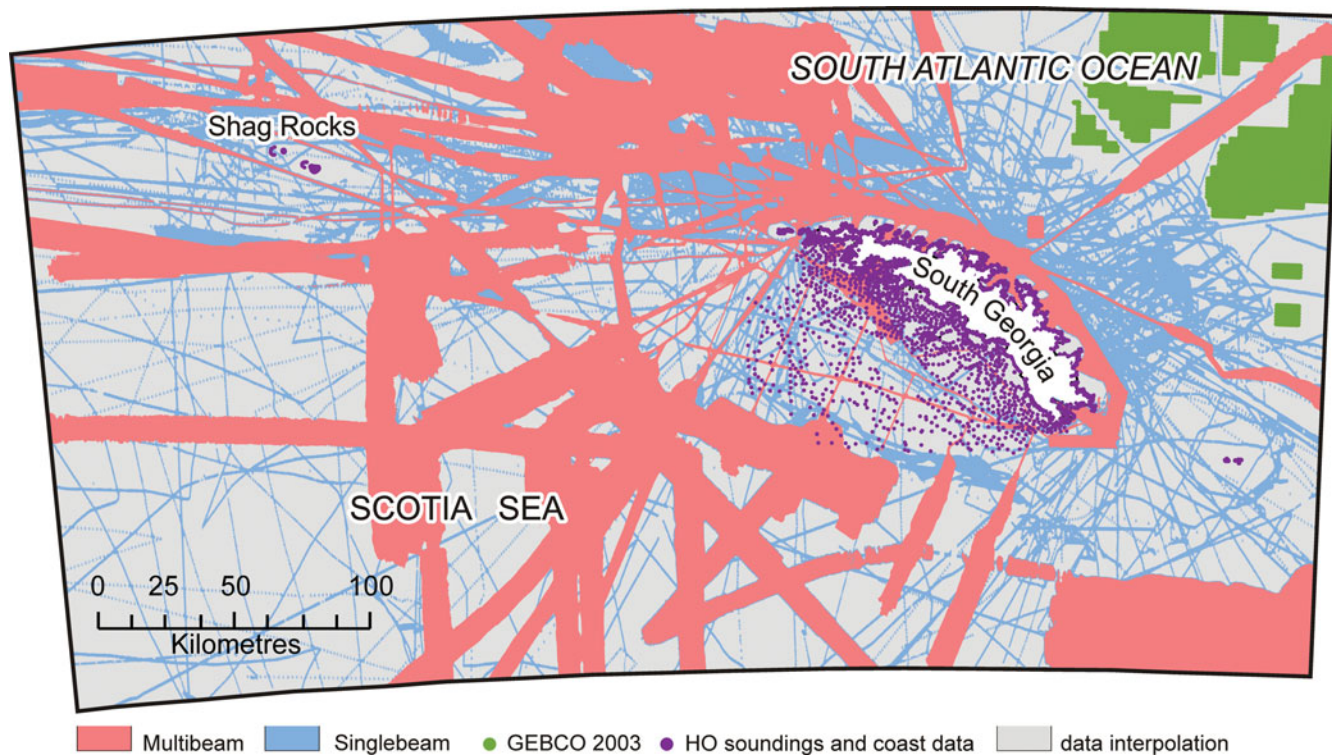 SOUTH ATLANTIC OCEAN
Shag Rocks
South Georgia
SCOTIA SEA
0 25 50 100
Kilometres
Multibeam Singlebeam GEBCO 2003 HO soundings and coast data data interpolation